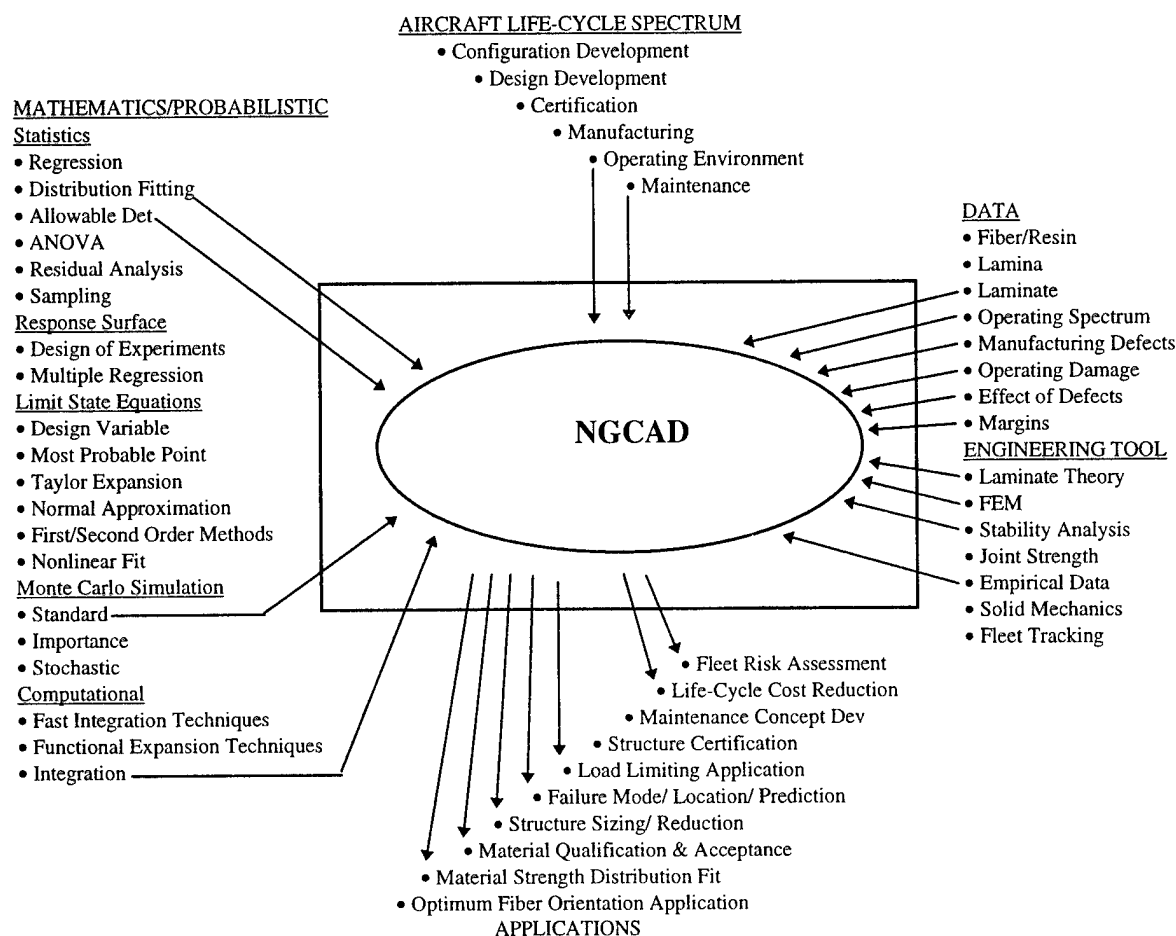 AIRCRAFT LIFE-CYCLE SPECTRUM
• Configuration Development
• Design Development
• Certification
• Manufacturing
• Operating Environment
• Maintenance
MATHEMATICS/PROBABILISTIC
Statistics
• Regression
• Distribution Fitting
• Allowable Det
• ANOVA
• Residual Analysis
• Sampling
Response Surface
• Design of Experiments
• Multiple Regression
Limit State Equations
• Design Variable
• Most Probable Point
• Taylor Expansion
• Normal Approximation
• First/Second Order Methods
• Nonlinear Fit
Monte Carlo Simulation
• Standard
• Importance
• Stochastic
Computational
• Fast Integration Techniques
• Functional Expansion Techniques
• Integration
NGCAD
DATA
• Fiber/Resin
• Lamina
• Laminate
• Operating Spectrum
• Manufacturing Defects
• Operating Damage
• Effect of Defects
• Margins
ENGINEERING TOOL
• Laminate Theory
• FEM
• Stability Analysis
• Joint Strength
• Empirical Data
• Solid Mechanics
• Fleet Tracking
• Fleet Risk Assessment
• Life-Cycle Cost Reduction
• Maintenance Concept Dev
• Structure Certification
• Load Limiting Application
• Failure Mode/ Location/ Prediction
• Structure Sizing/ Reduction
• Material Qualification & Acceptance
• Material Strength Distribution Fit
• Optimum Fiber Orientation Application
APPLICATIONS